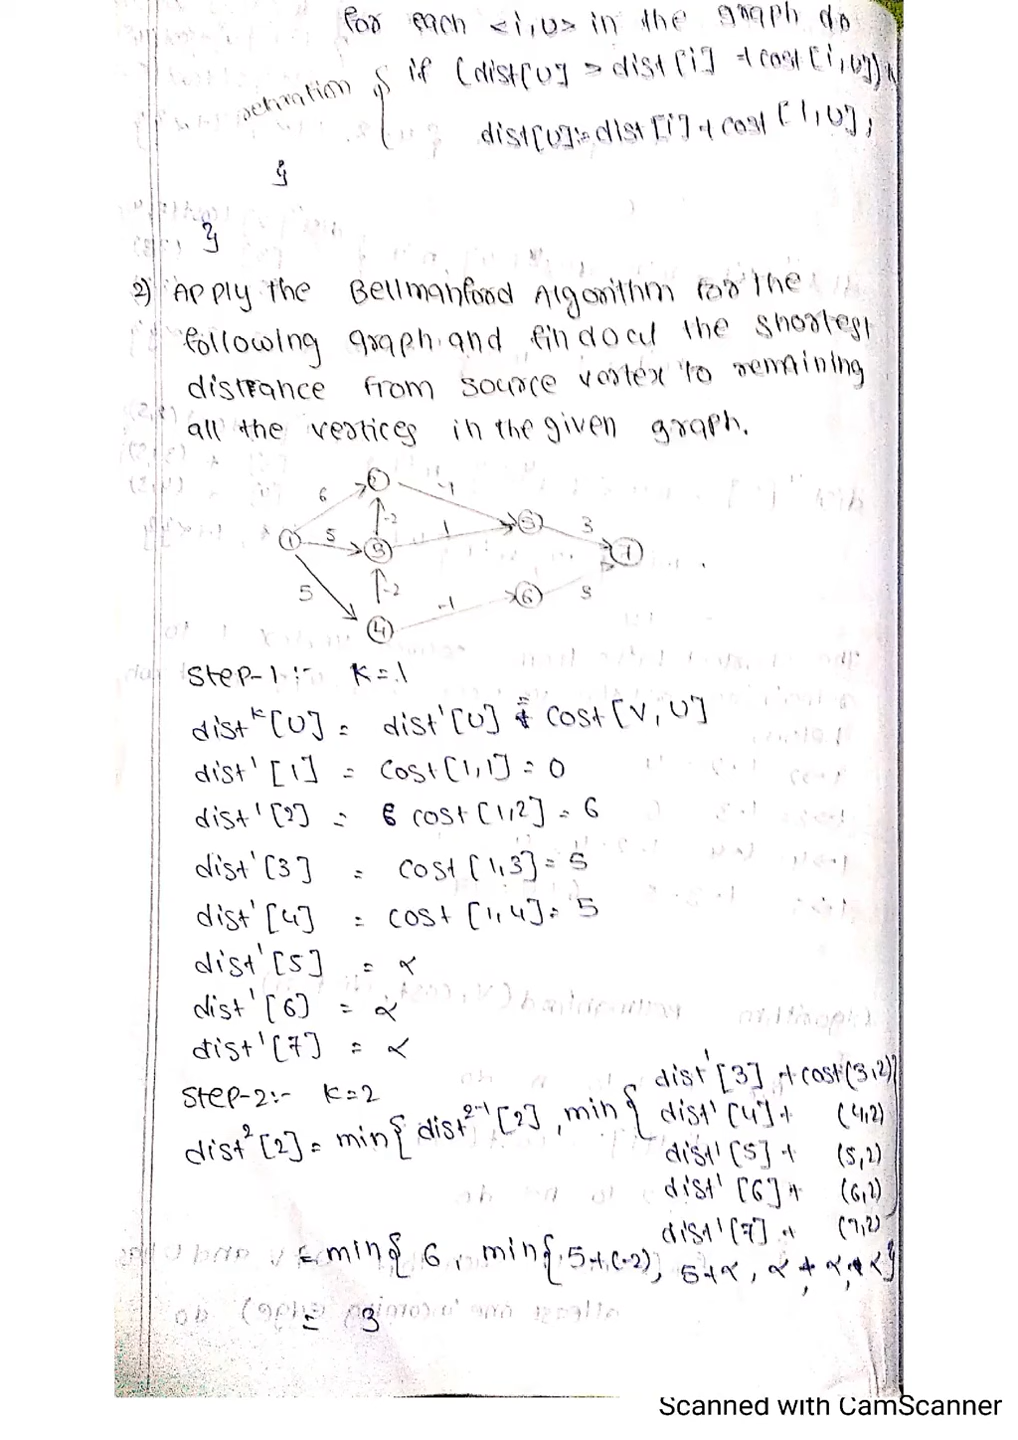 for each <i,u> in the graph do
if (dist[u] > dist[i] + cost[i,u])
dist[u]:= dist[i] + cost[i,u];
}
}
2) Apply the Bellmanford Algorithm for the
following graph and find out the shortest
distance from source vertex to remaining
all the vertices in the given graph.
6 -1
1 5 3 -2 1 5 3 7
5 -2 6 3
4 -1
Step-1:- K=1
dist^k[U] = dist'[U] = cost[V,U]
dist'[1] = cost[1,1] = 0
dist'[2] = cost[1,2] = 6
dist'[3] = cost[1,3] = 5
dist'[4] = cost[1,4] = 5
dist'[5] = α
dist'[6] = α
dist'[7] = α
Step-2:- K=2
dist²[2] = min{ dist²⁻¹[2], min{ dist'[3] + cost(3,2)
dist'[4] + (4,2)
dist'[5] + (5,2)
dist'[6] + (6,2)
dist'[7] + (7,2)
= min{ 6, min{ 5+(-2), 5+α, α + α, α}
= 3
Scanned with CamScanner